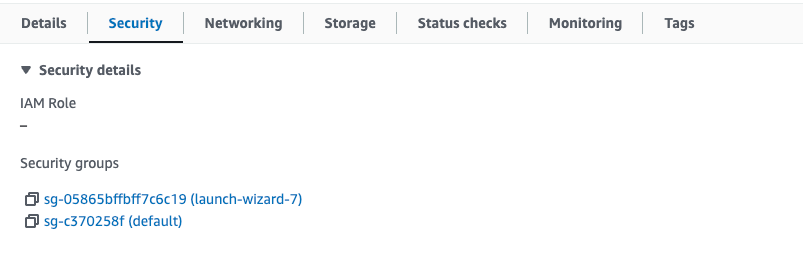 Details Security Networking Storage Status checks Monitoring Tags
Security details
IAM Role
–
Security groups
sg-05865bffbff7c6c19 (launch-wizard-7)
sg-c370258f (default)